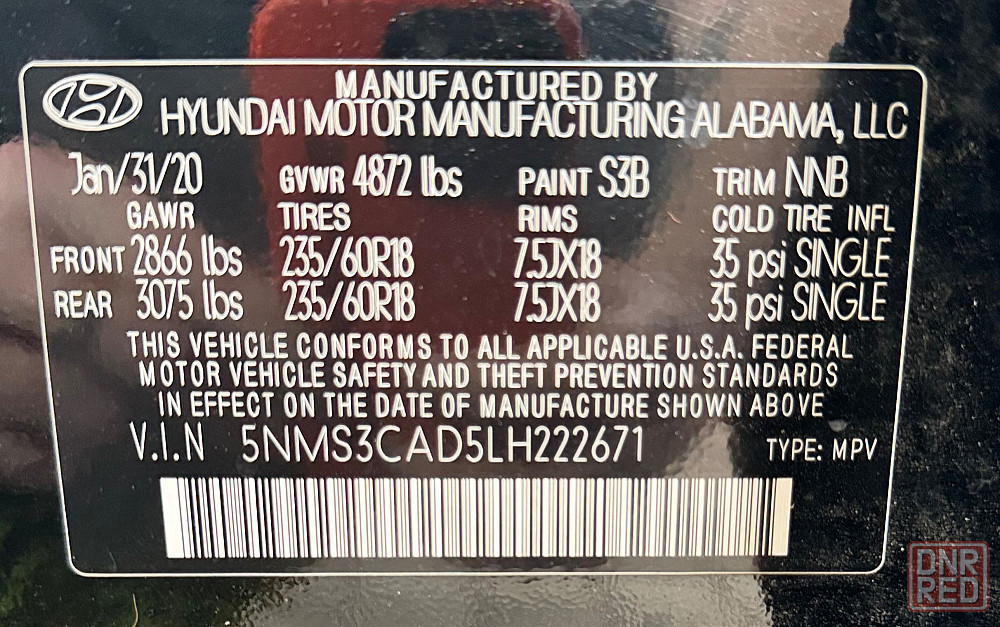 MANUFACTURED BY
HYUNDAI MOTOR MANUFACTURING ALABAMA, LLC
Jan/31/20 GVWR 4872 lbs PAINT S3B TRIM NNB
GAWR TIRES RIMS COLD TIRE INFL
FRONT 2866 lbs 235/60R18 7.5JX18 35 psi SINGLE
REAR 3075 lbs 235/60R18 7.5JX18 35 psi SINGLE
THIS VEHICLE CONFORMS TO ALL APPLICABLE U.S.A. FEDERAL
MOTOR VEHICLE SAFETY AND THEFT PREVENTION STANDARDS
IN EFFECT ON THE DATE OF MANUFACTURE SHOWN ABOVE
V.I.N 5NMS3CAD5LH222671 TYPE: MPV
DNR
RED